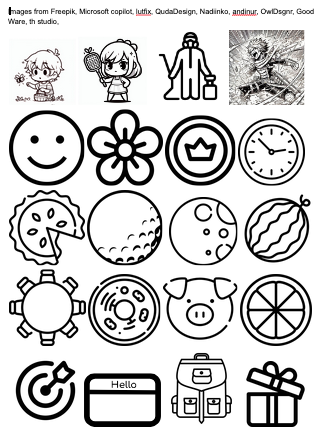 Images from Freepik, Microsoft copilot, lutfix, QudaDesign, Nadiinko, andinur, OwlDsgnr, Good
Ware, th studio,
Hello